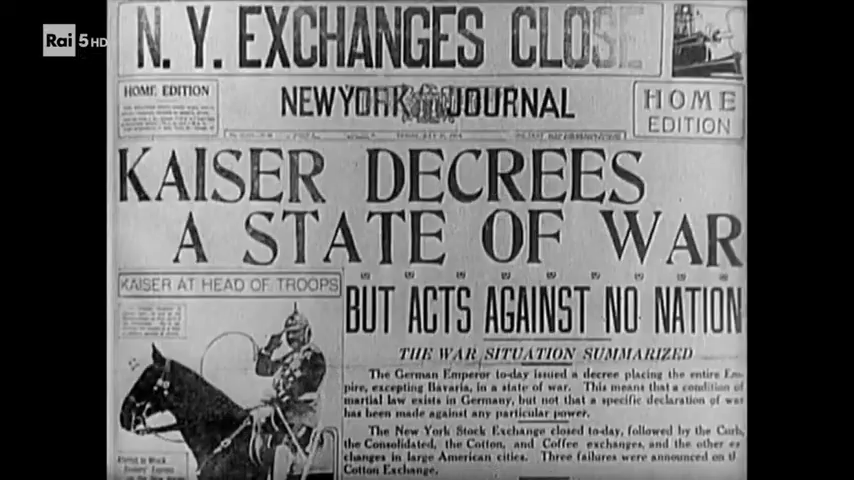 Rai 5 HD
N. Y. EXCHANGES CLOSE
HOME EDITION
NEW YORK JOURNAL
HOME
EDITION
KAISER DECREES
A STATE OF WAR
KAISER AT HEAD OF TROOPS
BUT ACTS AGAINST NO NATION
THE WAR SITUATION SUMMARIZED
The German Emperor to-day issued a decree placing the entire Em-
pire, excepting Bavaria, in a state of war. This means that a condition of
martial law exists in Germany, but not that a specific declaration of war
has been made against any particular power.
The New York Stock Exchange closed to-day, followed by the Curb,
the Consolidated, the Cotton, and Coffee exchanges, and the other ex
changes in large American cities. Three failures were announced on th
Cotton Exchange.